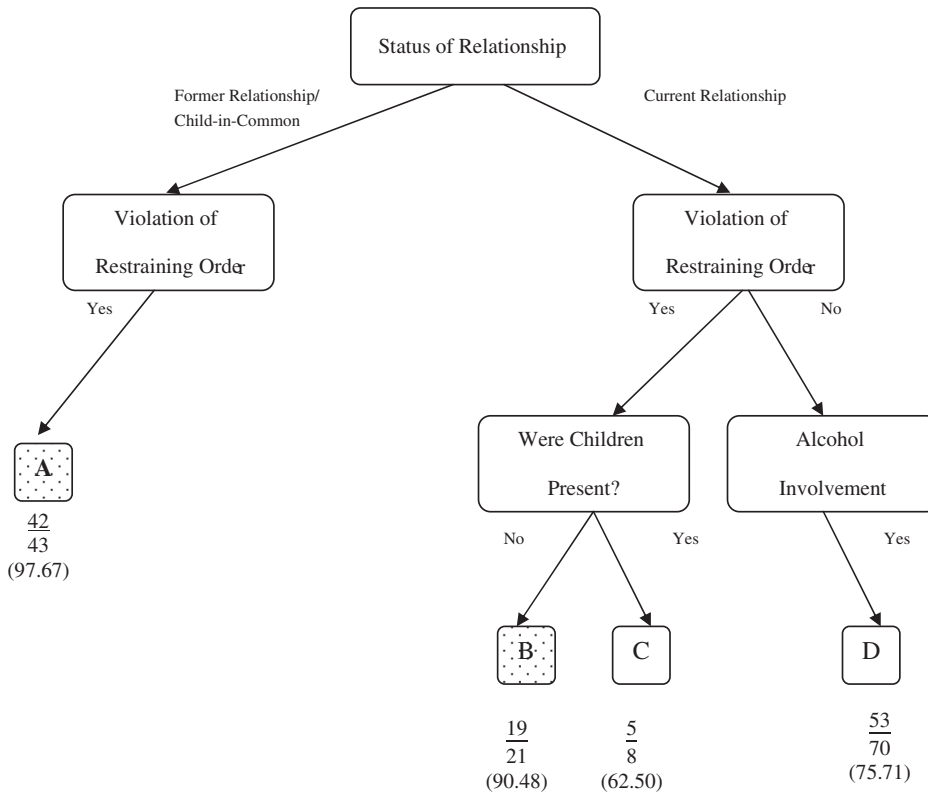 Status of Relationship
Former Relationship/
Child-in-Common
Current Relationship
Violation of
Restraining Order
Violation of
Restraining Order
Yes
Yes
No
Were Children
Present?
Alcohol
Involvement
A
42
43
(97.67)
No
Yes
Yes
B
C
D
19
21
(90.48)
5
8
(62.50)
53
70
(75.71)